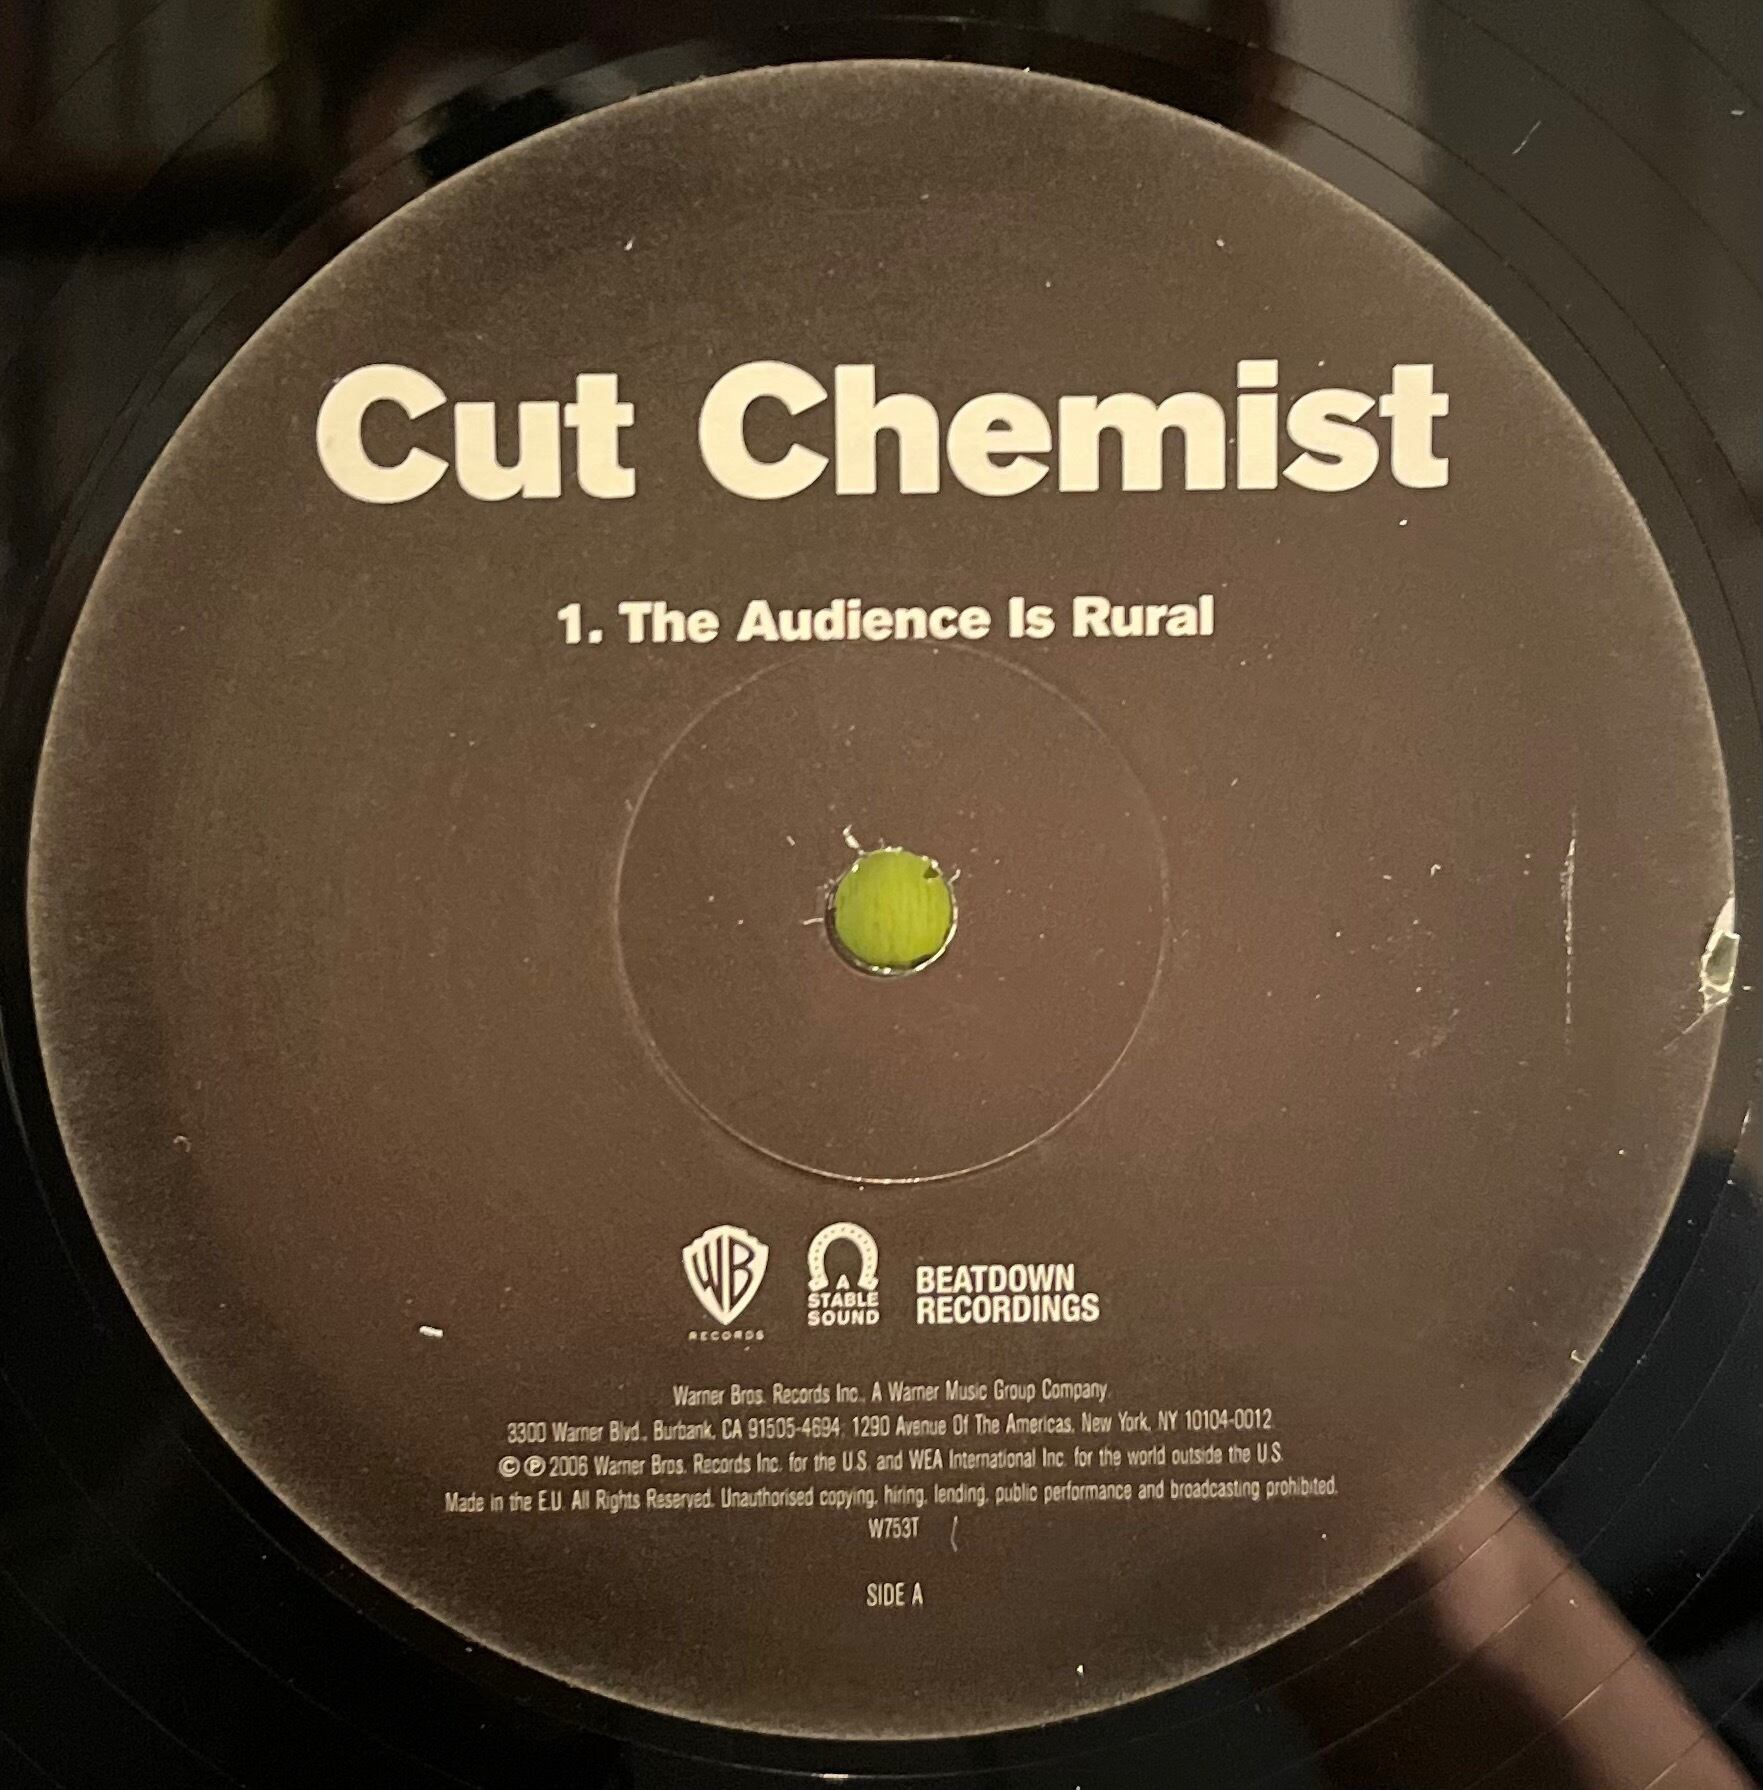 Cut Chemist
1. The Audience Is Rural
WB
RECORDS
A
STABLE
SOUND
BEATDOWN
RECORDINGS
Warner Bros. Records Inc., A Warner Music Group Company.
3300 Warner Blvd., Burbank, CA 91505-4694; 1290 Avenue Of The Americas, New York, NY 10104-0012.
© ℗ 2006 Warner Bros. Records Inc. for the U.S. and WEA International Inc. for the world outside the U.S.
Made in the E.U. All Rights Reserved. Unauthorised copying, hiring, lending, public performance and broadcasting prohibited.
W753T
SIDE A